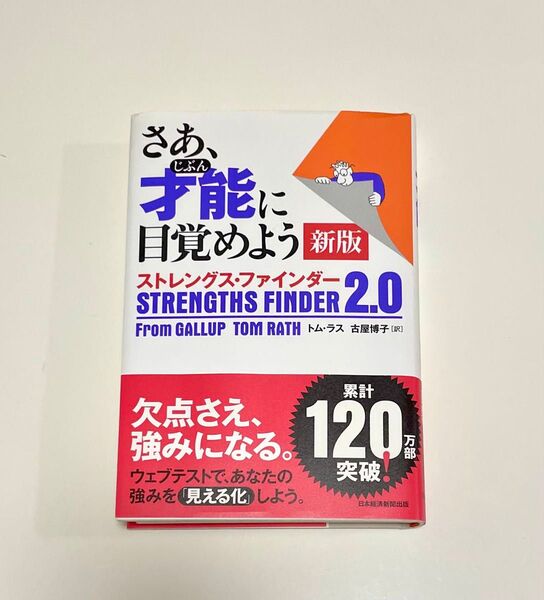 さあ、
じぶん
才能に
目覚めよう 新版
ストレングス・ファインダー
STRENGTHS FINDER 2.0
From GALLUP TOM RATH トム・ラス 古屋博子[訳]
欠点さえ、
強みになる。
ウェブテストで、あなたの
強みを「見える化」しよう。
累計
120万部
突破!
日本経済新聞出版